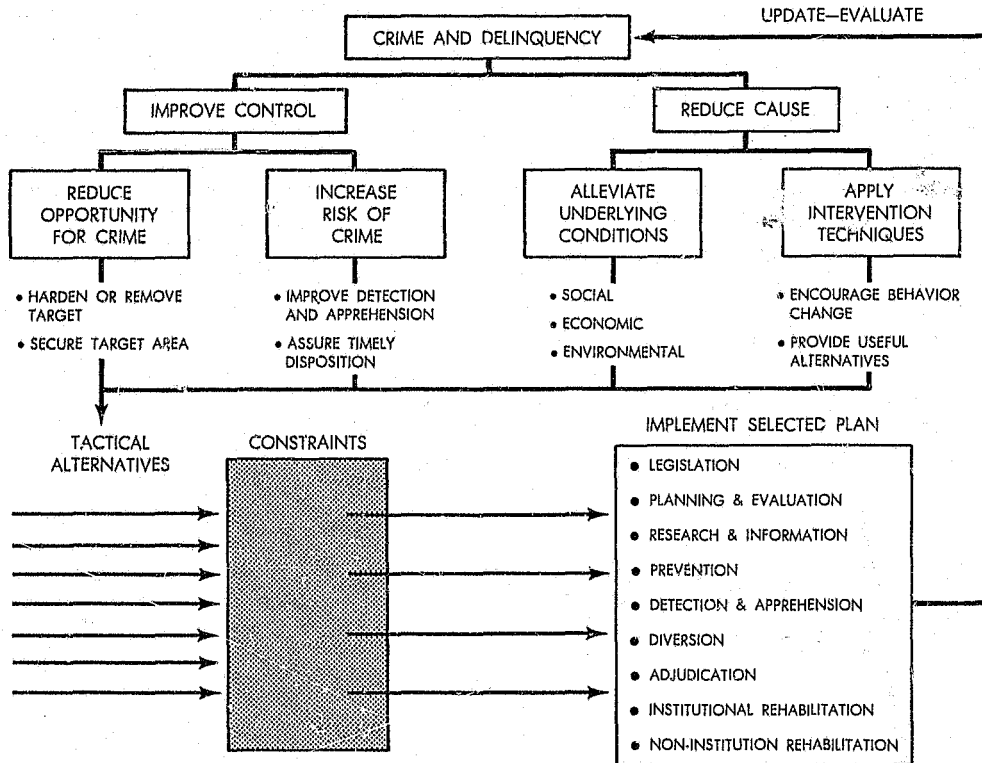 UPDATE—EVALUATE
CRIME AND DELINQUENCY
IMPROVE CONTROL
REDUCE CAUSE
REDUCE
OPPORTUNITY
FOR CRIME
INCREASE
RISK OF
CRIME
ALLEVIATE
UNDERLYING
CONDITIONS
APPLY
INTERVENTION
TECHNIQUES
• HARDEN OR REMOVE
TARGET
• SECURE TARGET AREA
• IMPROVE DETECTION
AND APPREHENSION
• ASSURE TIMELY
DISPOSITION
• SOCIAL
• ECONOMIC
• ENVIRONMENTAL
• ENCOURAGE BEHAVIOR
CHANGE
• PROVIDE USEFUL
ALTERNATIVES
TACTICAL
ALTERNATIVES
CONSTRAINTS
IMPLEMENT SELECTED PLAN
• LEGISLATION
• PLANNING & EVALUATION
• RESEARCH & INFORMATION
• PREVENTION
• DETECTION & APPREHENSION
• DIVERSION
• ADJUDICATION
• INSTITUTIONAL REHABILITATION
• NON-INSTITUTION REHABILITATION